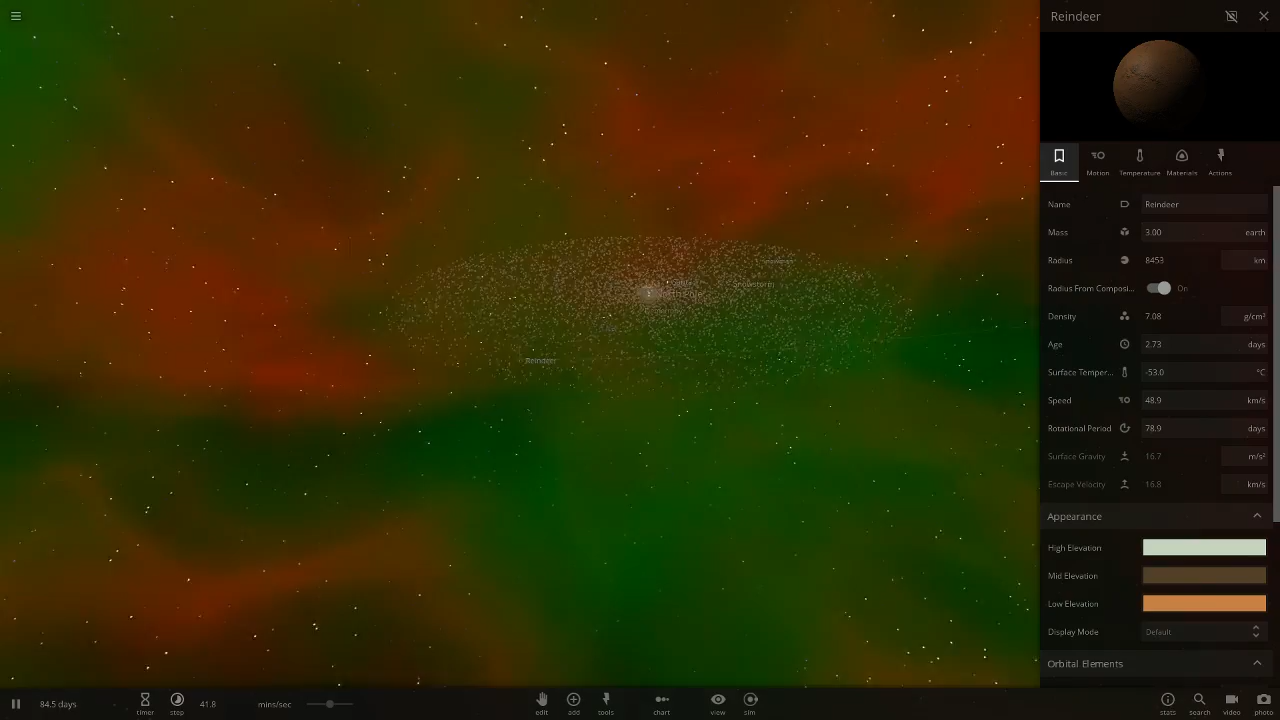 Reindeer
Basic
Motion
Temperature
Materials
Actions
Name Reindeer
Mass 3.00 earth
Radius 8453 km
Radius From Composi... On
Density 7.08 g/cm³
Age 2.73 days
Surface Temper... -53.0 °C
Speed 48.9 km/s
Rotational Period 78.9 days
Surface Gravity 16.7 m/s²
Escape Velocity 16.8 km/s
Appearance
High Elevation
Mid Elevation
Low Elevation
Display Mode Default
Orbital Elements
Snowstorm
Reindeer
84.5 days
timer
step
41.8 mins/sec
edit
add
tools
chart
view
sim
stats
search
video
photo